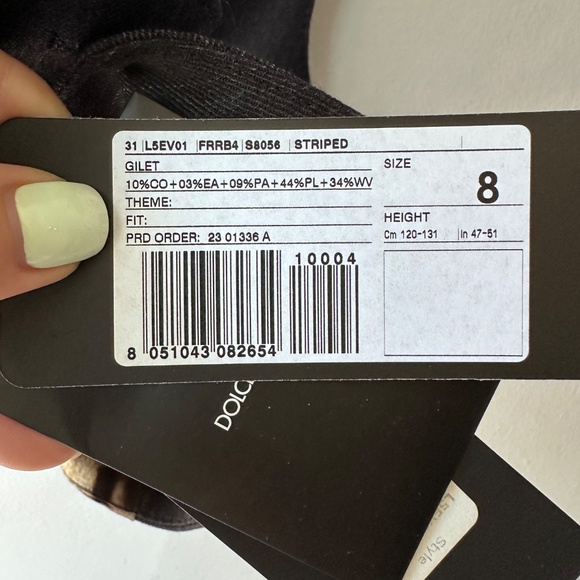 31 | L5EV01 | FRRB4 | S8056 | STRIPED
GILET
10%CO+03%EA+09%PA+44%PL+34%WV
THEME:
FIT:
PRD ORDER: 23 01336 A
SIZE
8
HEIGHT
Cm 120-131 | In 47-51
10004
8 051043 082654
DOLC
Style